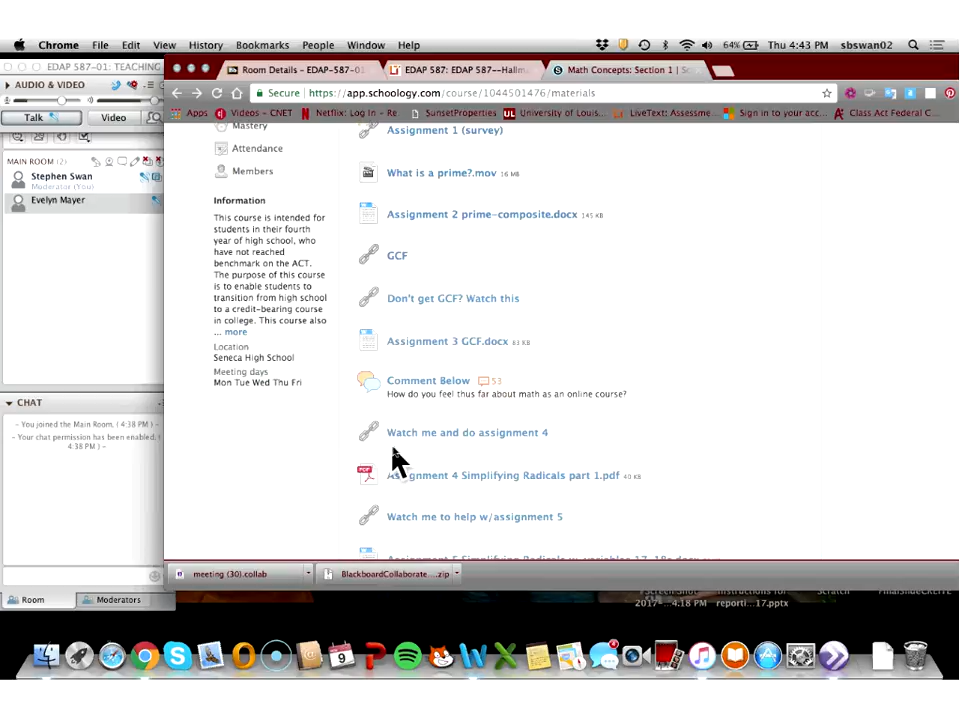 Chrome File Edit View History Bookmarks People Window Help 64% Thu 4:43 PM sbswan02
EDAP 587-01: TEACHING
Room Details - EDAP-587-01
EDAP 587: EDAP 587--Hallm
Math Concepts: Section 1 | Sc
AUDIO & VIDEO
Secure https://app.schoology.com/course/1044501476/materials
Talk Video
Apps Videos - CNET Netflix: Log In - Re SunsetProperties UL University of Louis... LiveText: Assessme... Sign in to your acc... Class Act Federal C
MAIN ROOM (2)
Stephen Swan
Moderator (You)
Evelyn Mayer
Mastery
Attendance
Members
Information
This course is intended for
students in their fourth
year of high school, who
have not reached
benchmark on the ACT.
The purpose of this course
is to enable students to
transition from high school
to a credit-bearing course
in college. This course also
... more
Location
Seneca High School
Meeting days
Mon Tue Wed Thu Fri
Assignment 1 (survey)
What is a prime?.mov 16 MB
Assignment 2 prime-composite.docx 145 KB
GCF
Don't get GCF? Watch this
Assignment 3 GCF.docx 83 KB
Comment Below 53
How do you feel thus far about math as an online course?
Watch me and do assignment 4
Assignment 4 Simplifying Radicals part 1.pdf 40 KB
Watch me to help w/assignment 5
CHAT
- You joined the Main Room. ( 4:38 PM ) -
- Your chat permission has been enabled. (
4:38 PM ) -
Room Moderators
meeting (30).collab
BlackboardCollaborate....zip
2017-...4:18 PM
reporti...17.pptx
9